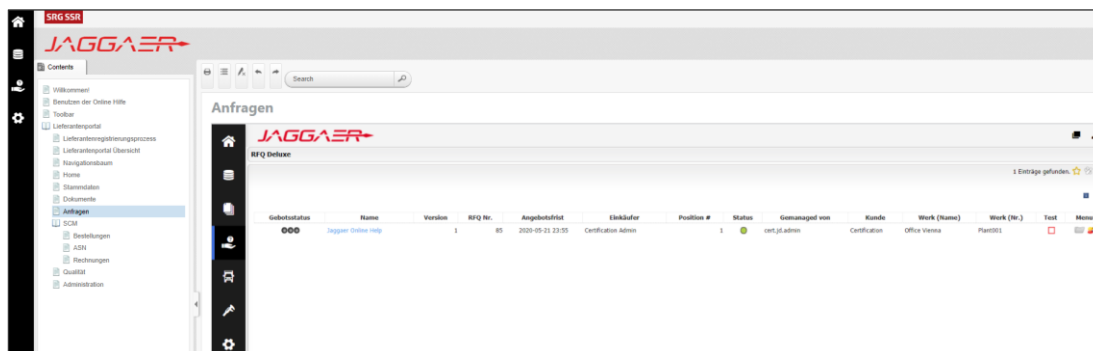 SRG SSR
JAGGAER
Contents
Willkommen!
Benutzen der Online Hilfe
Toolbar
Lieferantenportal
Lieferantenregistrierungsprozess
Lieferantenportal Übersicht
Navigationsbaum
Home
Stammdaten
Dokumente
Anfragen
SCM
Bestellungen
ASN
Rechnungen
Qualität
Administration
Search
Anfragen
JAGGAER
RFQ Deluxe
1 Einträge gefunden.
Gebotsstatus Name Version RFQ Nr. Angebotsfrist Einkäufer Position # Status Gemanaged von Kunde Werk (Name) Werk (Nr.) Test Menu
Jaggaer Online Help 1 85 2020-05-21 23:55 Certification Admin 1 cert.jd.admin Certification Office Vienna Plant001